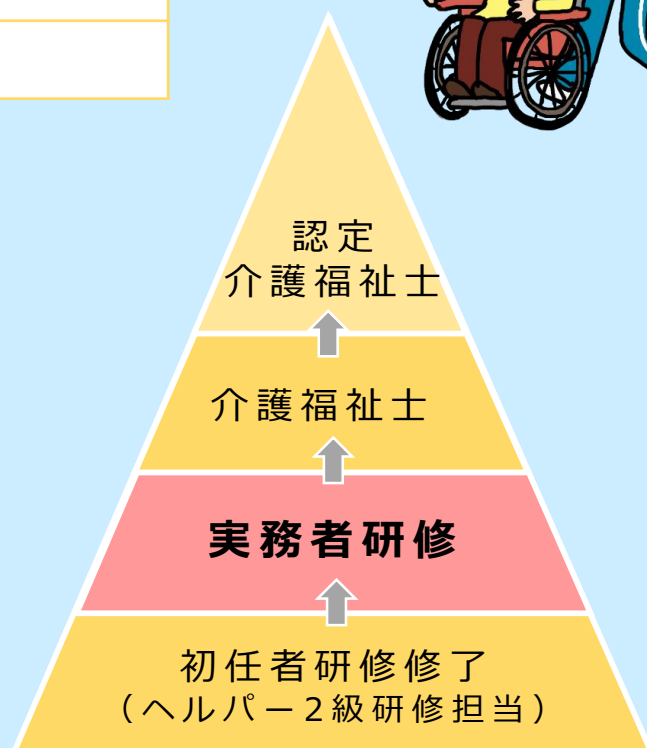 認定
介護福祉士
介護福祉士
実務者研修
初任者研修修了
（ヘルパー2級研修担当）